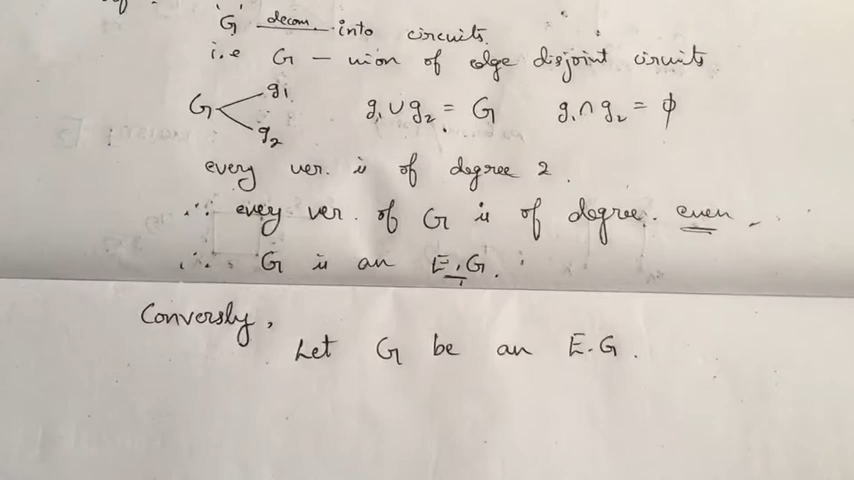 'G' decom. into circuits.
i.e G - union of edge disjoint circuits
G g1 g2 g1 ∪ g2 = G g1 ∩ g2 = ϕ
every ver. is of degree 2.
∴ every ver. of G is of degree. even.
∴ G is an E.G.
Conversly,
Let G be an E.G.